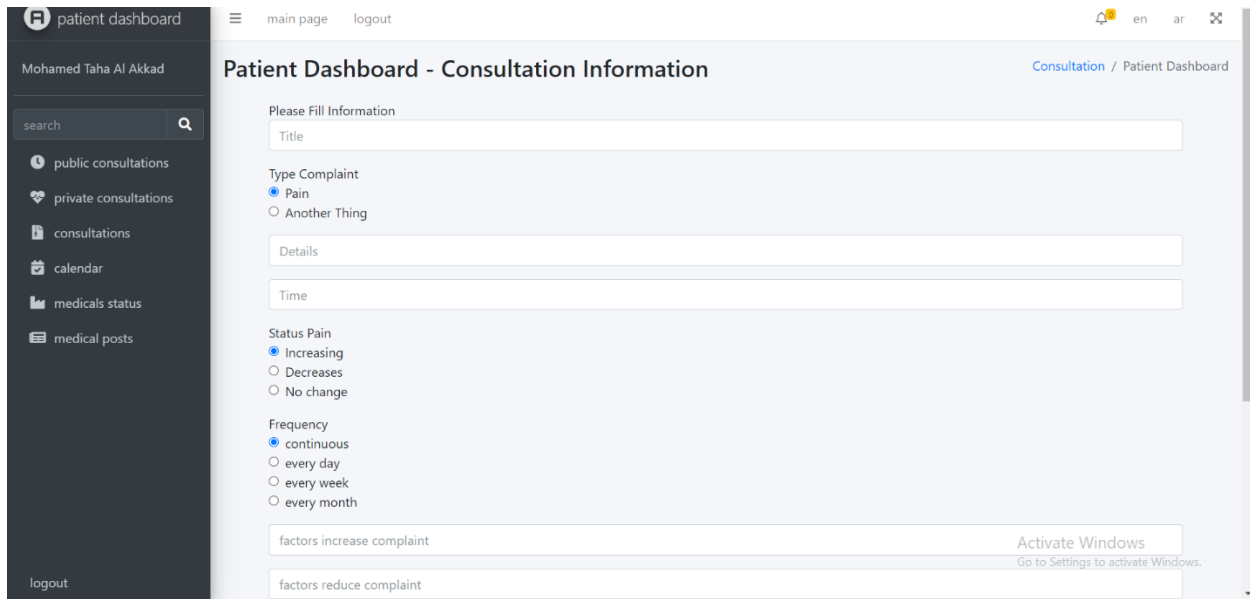 patient dashboard
main page logout
0 en ar
Mohamed Taha Al Akkad
search
public consultations
private consultations
consultations
calendar
medicals status
medical posts
logout
Patient Dashboard - Consultation Information
Consultation / Patient Dashboard
Please Fill Information
Title
Type Complaint
Pain
Another Thing
Details
Time
Status Pain
Increasing
Decreases
No change
Frequency
continuous
every day
every week
every month
factors increase complaint
factors reduce complaint
Activate Windows
Go to Settings to activate Windows.